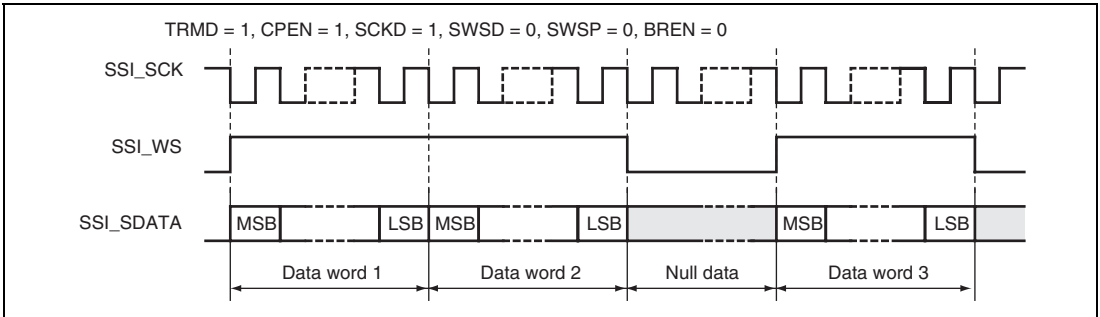 TRMD = 1, CPEN = 1, SCKD = 1, SWSD = 0, SWSP = 0, BREN = 0
SSI_SCK
SSI_WS
SSI_SDATA
MSB LSB MSB LSB MSB LSB
Data word 1 Data word 2 Null data Data word 3